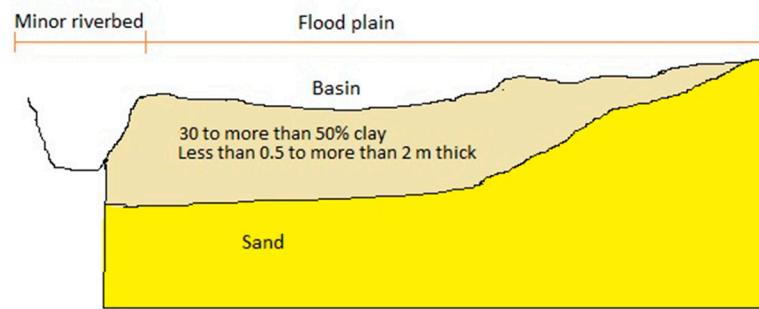 Minor riverbed
Flood plain
Basin
30 to more than 50% clay
Less than 0.5 to more than 2 m thick
Sand